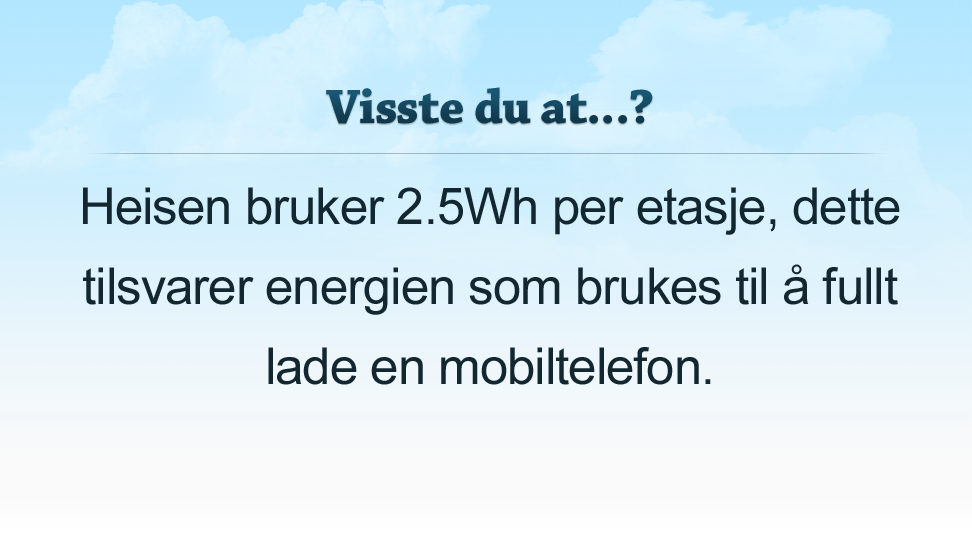 Visste du at...?
Heisen bruker 2.5Wh per etasje, dette
tilsvarer energien som brukes til å fullt
lade en mobiltelefon.